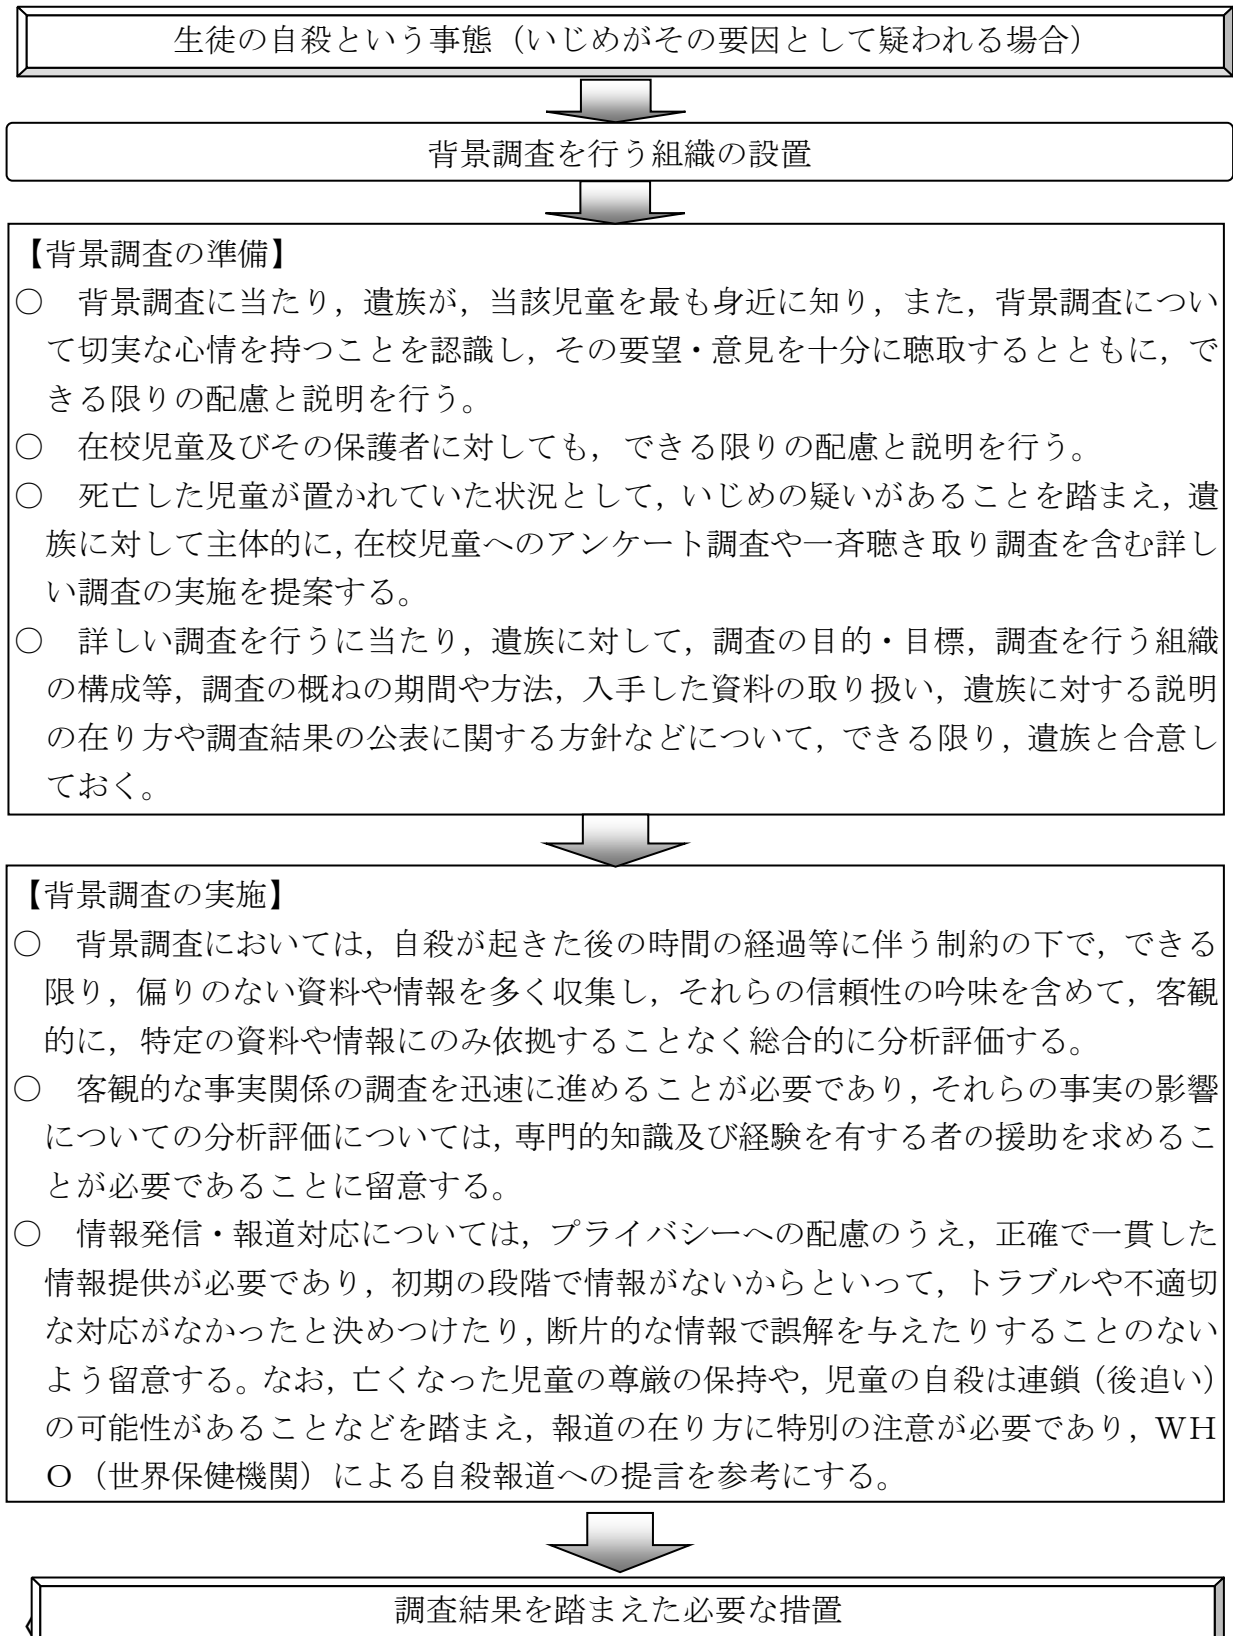 生徒の自殺という事態(いじめがその要因として疑われる場合)
背景調査を行う組織の設置
【背景調査の準備】
○　背景調査に当たり,遺族が,当該児童を最も身近に知り,また,背景調査につい
て切実な心情を持つことを認識し,その要望・意見を十分に聴取するとともに,で
きる限りの配慮と説明を行う。
○　在校児童及びその保護者に対しても,できる限りの配慮と説明を行う。
○　死亡した児童が置かれていた状況として,いじめの疑いがあることを踏まえ,遺
族に対して主体的に,在校児童へのアンケート調査や一斉聴き取り調査を含む詳し
い調査の実施を提案する。
○　詳しい調査を行うに当たり,遺族に対して,調査の目的・目標,調査を行う組織
の構成等,調査の概ねの期間や方法,入手した資料の取り扱い,遺族に対する説明
の在り方や調査結果の公表に関する方針などについて,できる限り,遺族と合意し
ておく。
【背景調査の実施】
○　背景調査においては,自殺が起きた後の時間の経過等に伴う制約の下で,できる
限り,偏りのない資料や情報を多く収集し,それらの信頼性の吟味を含めて,客観
的に,特定の資料や情報にのみ依拠することなく総合的に分析評価する。
○　客観的な事実関係の調査を迅速に進めることが必要であり,それらの事実の影響
についての分析評価については,専門的知識及び経験を有する者の援助を求めるこ
とが必要であることに留意する。
○　情報発信・報道対応については,プライバシーへの配慮のうえ,正確で一貫した
情報提供が必要であり,初期の段階で情報がないからといって,トラブルや不適切
な対応がなかったと決めつけたり,断片的な情報で誤解を与えたりすることのない
よう留意する。なお,亡くなった児童の尊厳の保持や,児童の自殺は連鎖(後追い)
の可能性があることなどを踏まえ,報道の在り方に特別の注意が必要であり,WH
O(世界保健機関)による自殺報道への提言を参考にする。
調査結果を踏まえた必要な措置